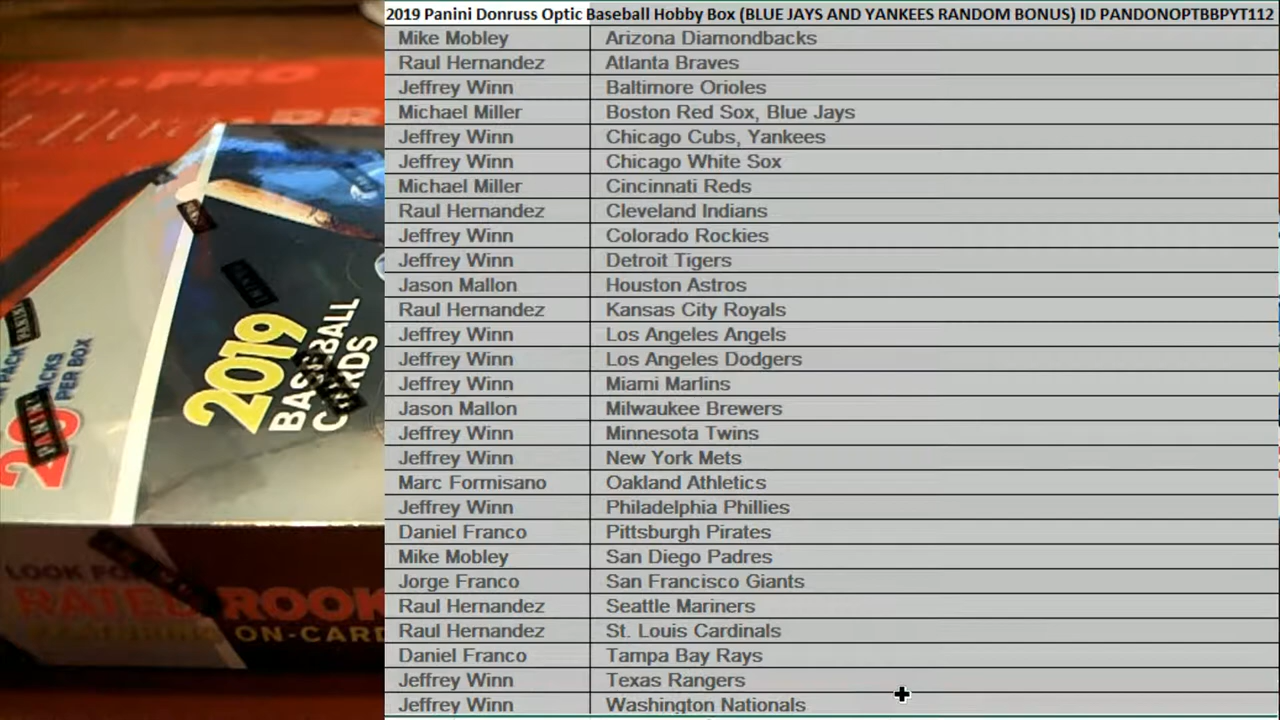 2019 Panini Donruss Optic Baseball Hobby Box (BLUE JAYS AND YANKEES RANDOM BONUS) ID PANDONOPTBBPYT112
Mike Mobley Arizona Diamondbacks
Raul Hernandez Atlanta Braves
Jeffrey Winn Baltimore Orioles
Michael Miller Boston Red Sox, Blue Jays
Jeffrey Winn Chicago Cubs, Yankees
Jeffrey Winn Chicago White Sox
Michael Miller Cincinnati Reds
Raul Hernandez Cleveland Indians
Jeffrey Winn Colorado Rockies
Jeffrey Winn Detroit Tigers
Jason Mallon Houston Astros
Raul Hernandez Kansas City Royals
Jeffrey Winn Los Angeles Angels
Jeffrey Winn Los Angeles Dodgers
Jeffrey Winn Miami Marlins
Jason Mallon Milwaukee Brewers
Jeffrey Winn Minnesota Twins
Jeffrey Winn New York Mets
Marc Formisano Oakland Athletics
Jeffrey Winn Philadelphia Phillies
Daniel Franco Pittsburgh Pirates
Mike Mobley San Diego Padres
Jorge Franco San Francisco Giants
Raul Hernandez Seattle Mariners
Raul Hernandez St. Louis Cardinals
Daniel Franco Tampa Bay Rays
Jeffrey Winn Texas Rangers
Jeffrey Winn Washington Nationals
PRO
2019
BASEBALL
CARDS
PACK
PER BOX
PANINI
LOOK FOR
RATED ROOK
ON-CARD